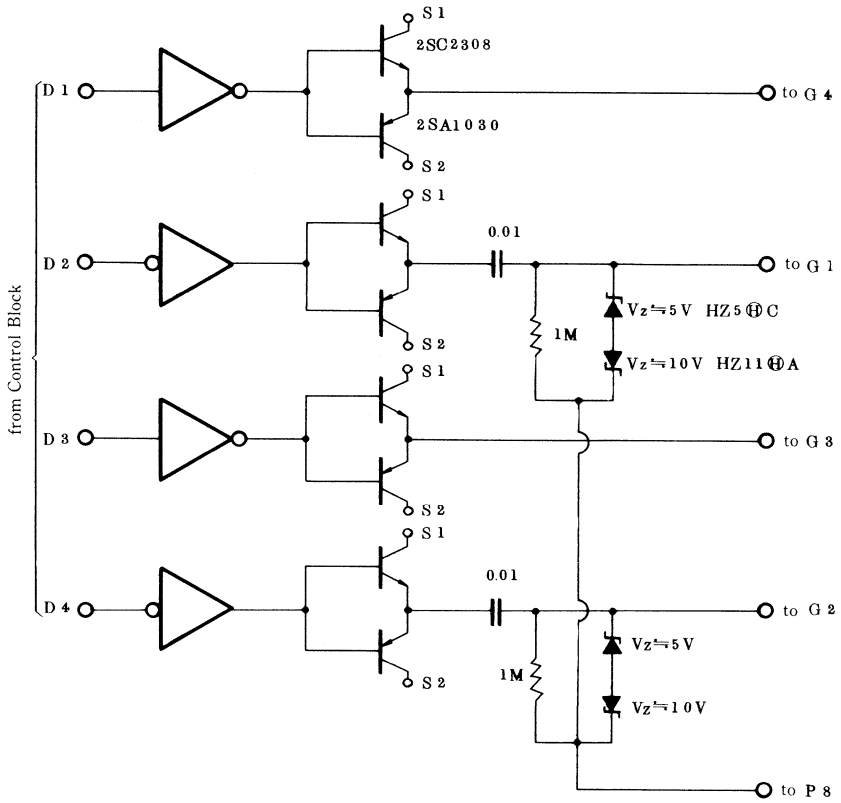 S1
2SC2308
D1
to G4
2SA1030
S2
S1
0.01
D2
to G1
Vz≒5V HZ5ⒽC
1M
Vz≒10V HZ11ⒽA
S2
from Control Block
S1
D3
to G3
S2
S1
0.01
D4
to G2
Vz≒5V
1M
S2
Vz≒10V
to P8